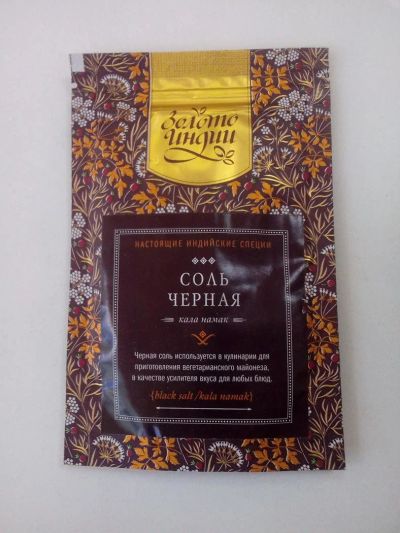 Золото
Индии
НАСТОЯЩИЕ ИНДИЙСКИЕ СПЕЦИИ
СОЛЬ
ЧЕРНАЯ
кала намак
Черная соль используется в кулинарии для
приготовления вегетарианского майонеза,
в качестве усилителя вкуса для любых блюд.
{black salt /kala namak}